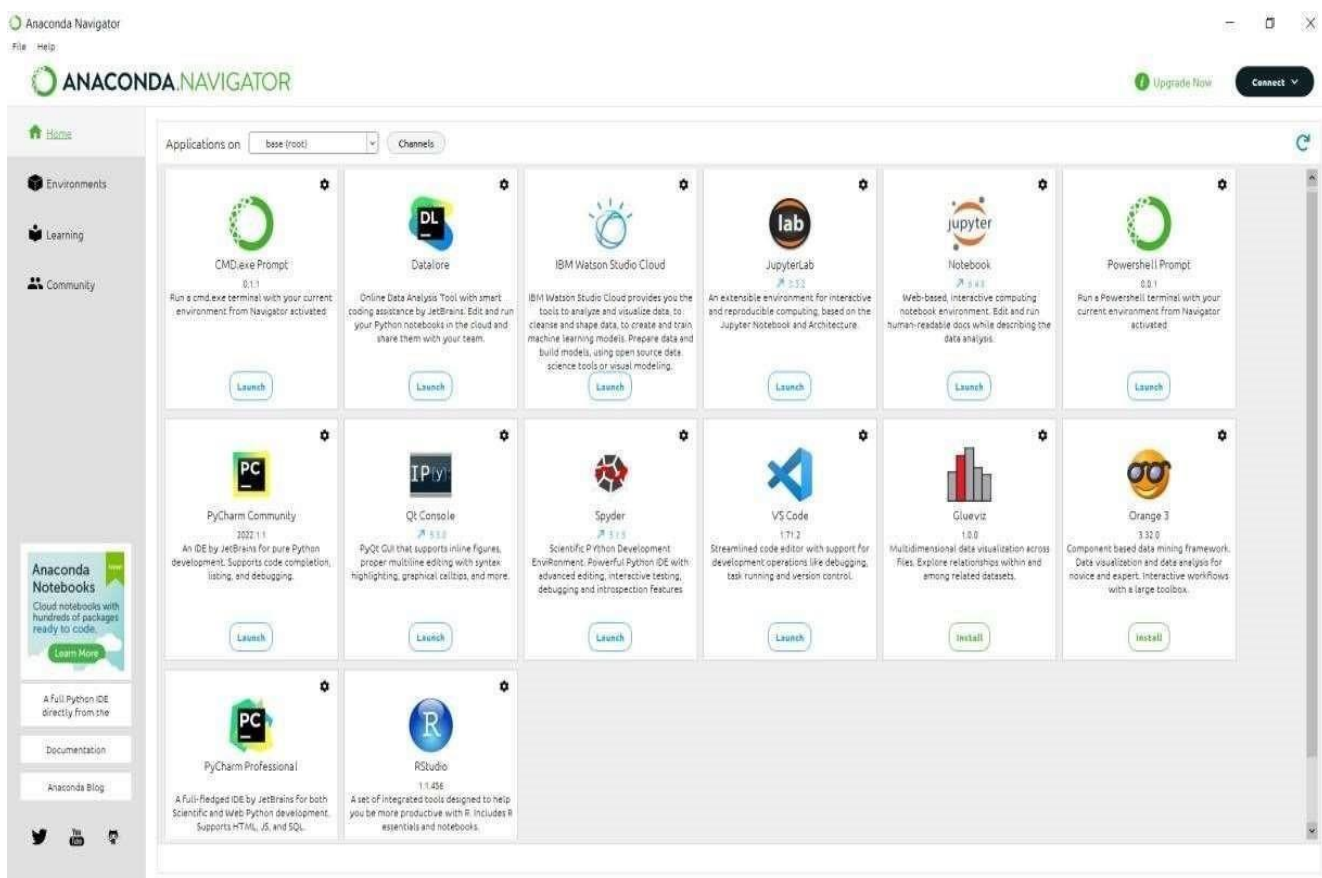 Anaconda Navigator
File Help
ANACONDA.NAVIGATOR
Upgrade Now
Connect
Home
Environments
Learning
Community
Applications on
base (root)
Channels
CMD.exe Prompt
0.1.1
Run a cmd.exe terminal with your current
environment from Navigator activated
Launch
DL
Datalore
Online Data Analysis Tool with smart
coding assistance by JetBrains. Edit and run
your Python notebooks in the cloud and
share them with your team.
Launch
IBM Watson Studio Cloud
IBM Watson Studio Cloud provides you the
tools to analyze and visualize data, to
cleanse and shape data, to create and train
machine learning models. Prepare data and
build models, using open source data
science tools or visual modeling.
Launch
lab
JupyterLab
3.3.2
An extensible environment for interactive
and reproducible computing, based on the
Jupyter Notebook and Architecture.
Launch
jupyter
Notebook
Web-based, interactive computing
notebook environment. Edit and run
human-readable docs while describing the
data analysis.
Launch
Powershell Prompt
0.0.1
Run a Powershell terminal with your
current environment from Navigator
activated
Launch
PC
PyCharm Community
2022.1.1
An IDE by JetBrains for pure Python
development. Supports code completion,
listing, and debugging.
Launch
IP[y]:
Qt Console
PyQt GUI that supports inline figures,
proper multiline editing with syntax
highlighting, graphical calltips, and more.
Launch
Spyder
Scientific PYthon Development
EnviRonment. Powerful Python IDE with
advanced editing, interactive testing,
debugging and introspection features
Launch
VS Code
1.71.2
Streamlined code editor with support for
development operations like debugging,
task running and version control.
Launch
Glueviz
1.0.0
Multidimensional data visualization across
files. Explore relationships within and
among related datasets.
Install
Orange 3
3.32.0
Component based data mining framework.
Data visualization and data analysis for
novice and expert. Interactive workflows
with a large toolbox.
Install
PC
PyCharm Professional
A full-fledged IDE by JetBrains for both
Scientific and Web Python development.
Supports HTML, JS, and SQL.
R
RStudio
1.1.456
A set of integrated tools designed to help
you be more productive with R. Includes R
essentials and notebooks.
Anaconda
Notebooks
Cloud notebooks with
hundreds of packages
ready to code.
Learn More
A full Python IDE
directly from the
Documentation
Anaconda Blog
You
Tube